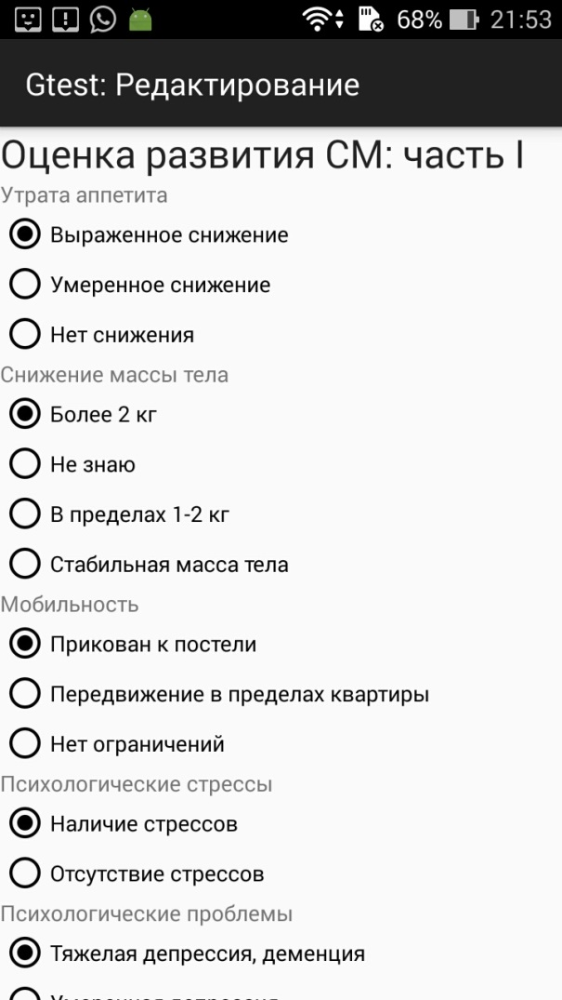 68% 21:53
Gtest: Редактирование
Оценка развития СМ: часть I
Утрата аппетита
Выраженное снижение
Умеренное снижение
Нет снижения
Снижение массы тела
Более 2 кг
Не знаю
В пределах 1-2 кг
Стабильная масса тела
Мобильность
Прикован к постели
Передвижение в пределах квартиры
Нет ограничений
Психологические стрессы
Наличие стрессов
Отсутствие стрессов
Психологические проблемы
Тяжелая депрессия, деменция